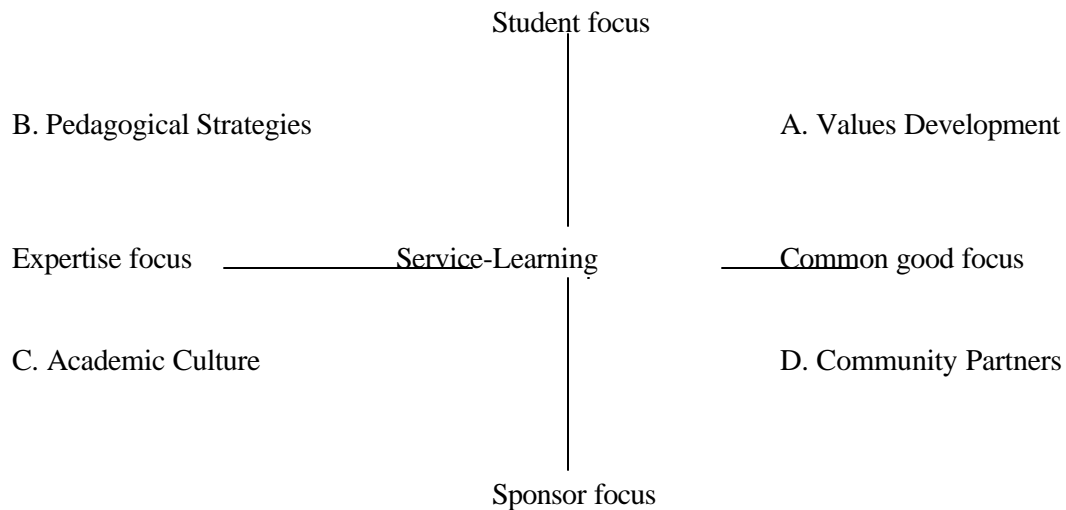 Student focus
B. Pedagogical Strategies
A. Values Development
Expertise focus
Service-Learning
Common good focus
C. Academic Culture
D. Community Partners
Sponsor focus